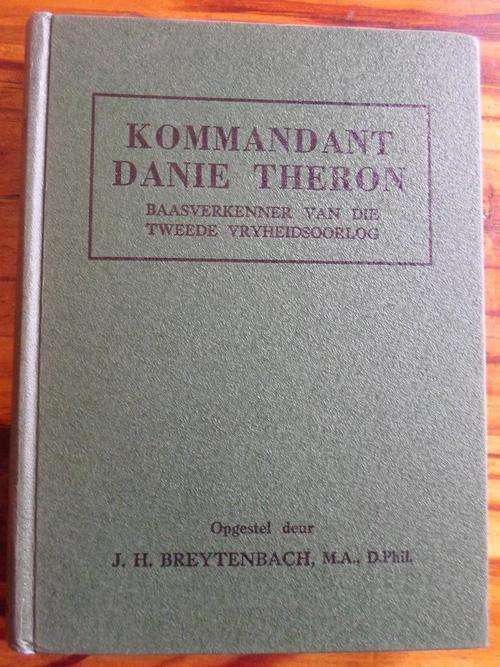 KOMMANDANT
DANIE THERON
BAASVERKENNER VAN DIE
TWEEDE VRYHEIDSOORLOG
Opgestel deur
J. H. BREYTENBACH, M.A., D.Phil.